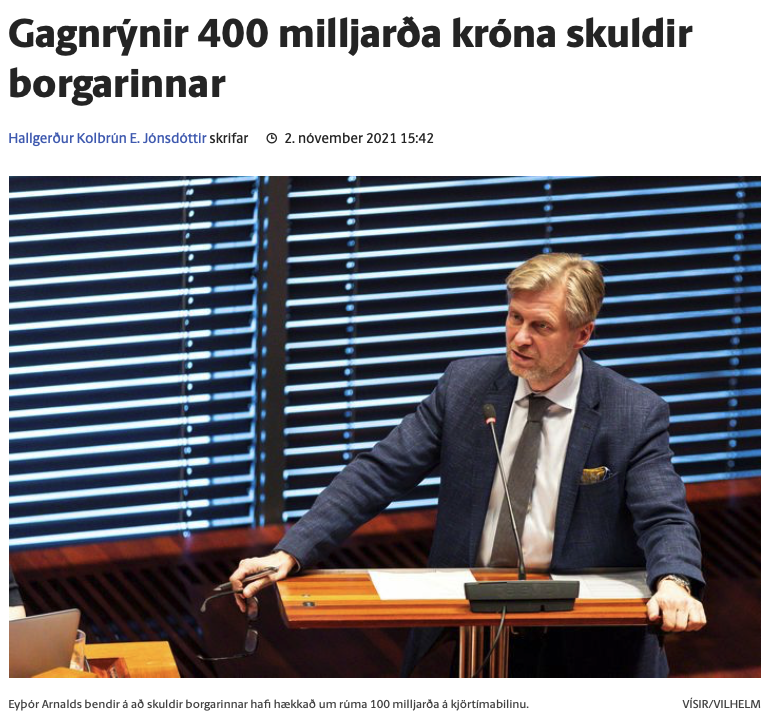 Gagnrýnir 400 milljarða króna skuldir
borgarinnar
Hallgerður Kolbrún E. Jónsdóttir skrifar 2. nóvember 2021 15:42
Eyþór Arnalds bendir á að skuldir borgarinnar hafi hækkað um rúma 100 milljarða á kjörtímabilinu. VÍSIR/VILHELM